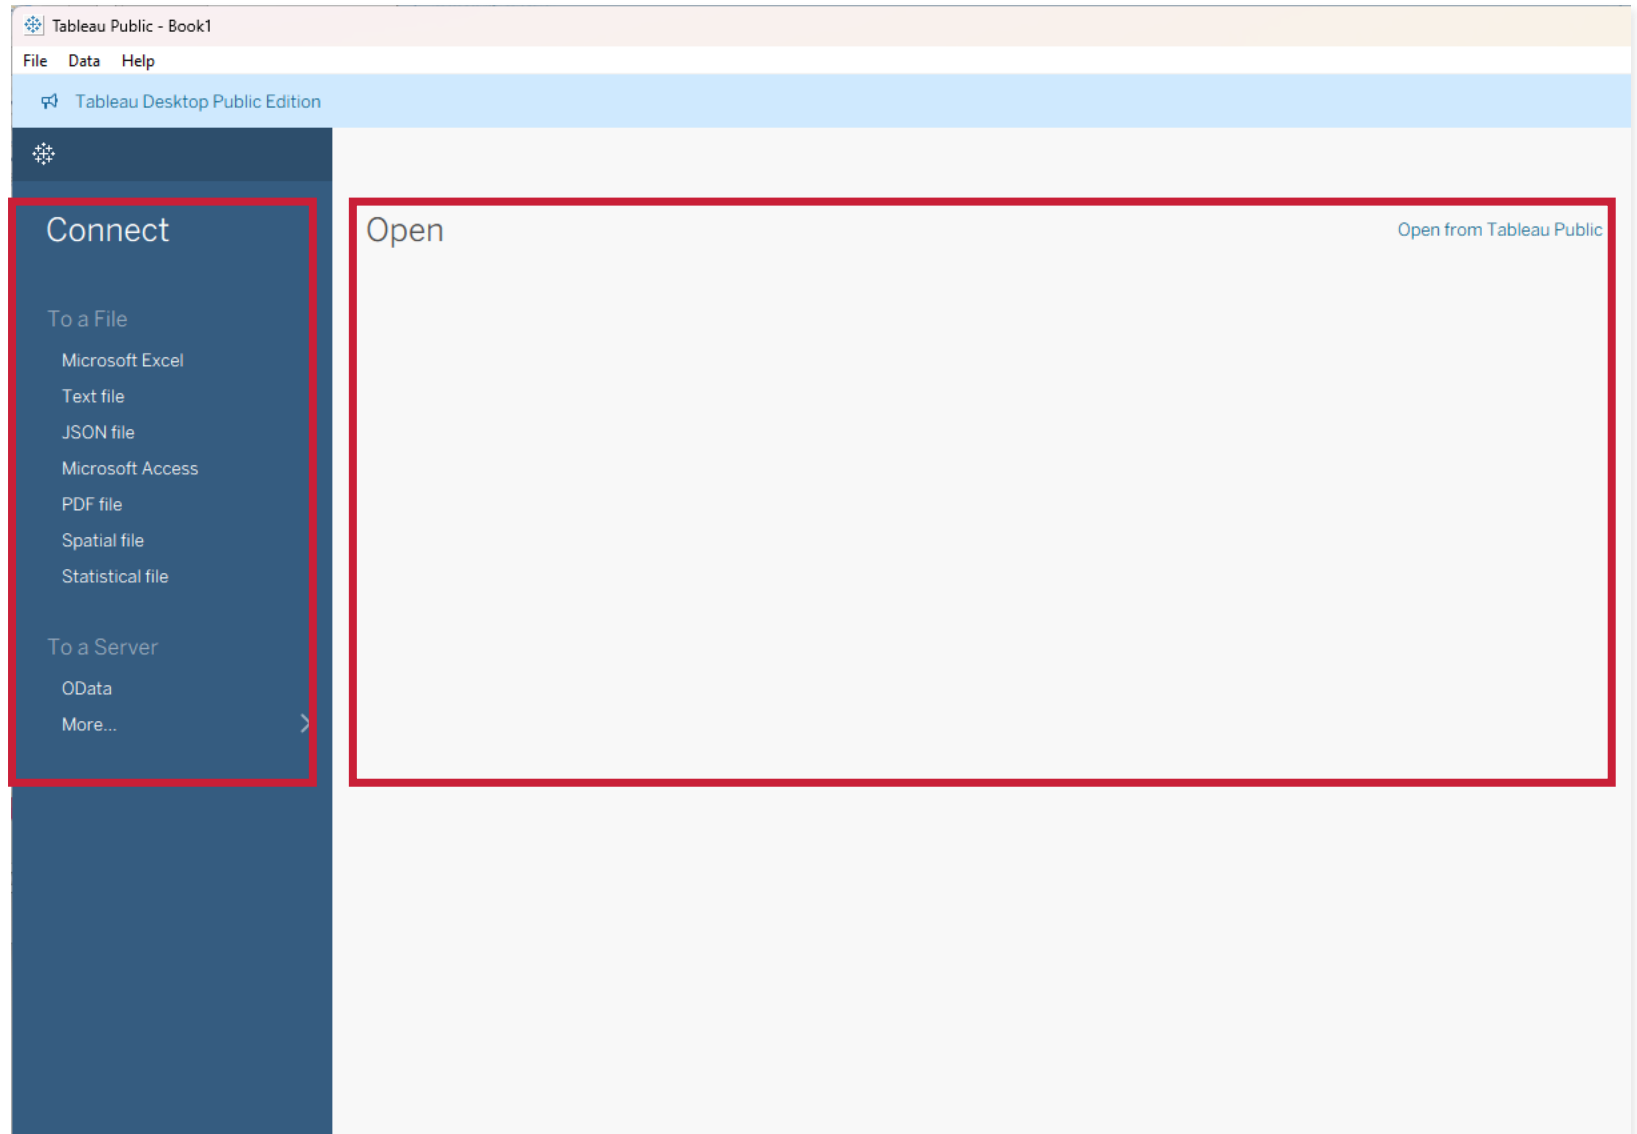 Tableau Public - Book1
File Data Help
Tableau Desktop Public Edition
Connect
To a File
Microsoft Excel
Text file
JSON file
Microsoft Access
PDF file
Spatial file
Statistical file
To a Server
OData
More...
Open
Open from Tableau Public